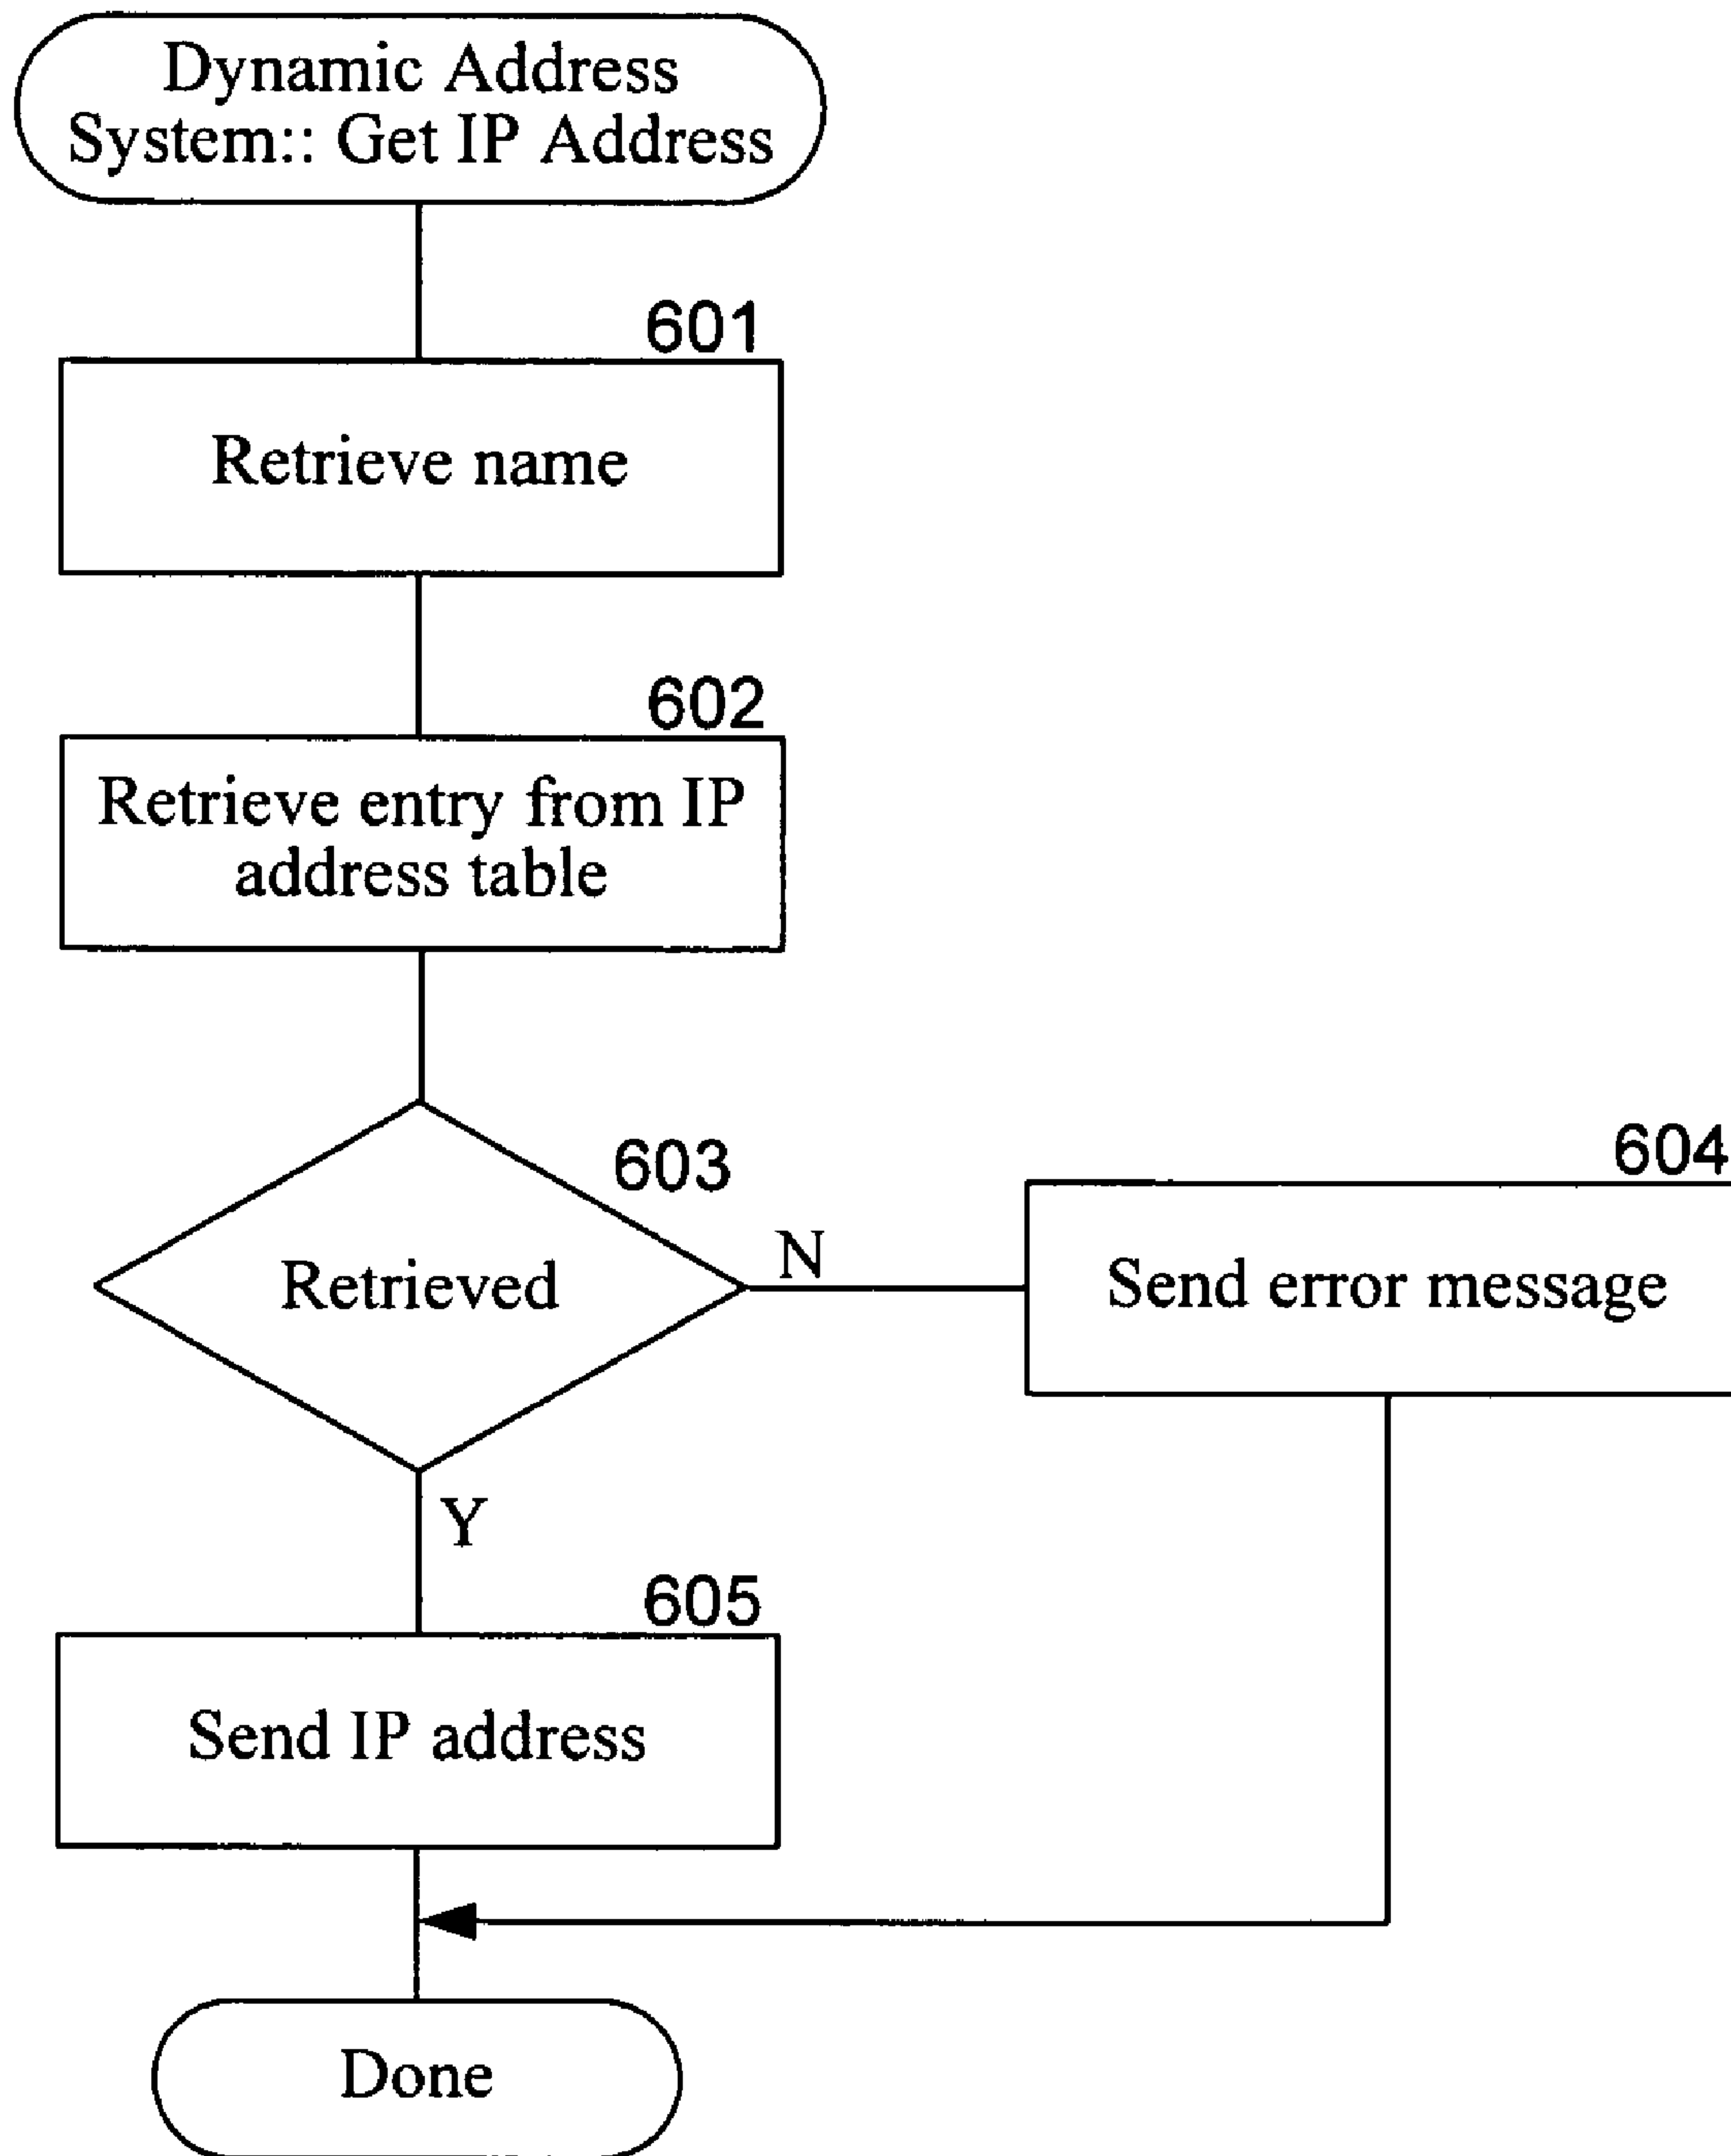 Dynamic Address
System:: Get IP Address
601
Retrieve name
602
Retrieve entry from IP
address table
603
Retrieved
N
604
Send error message
Y
605
Send IP address
Done